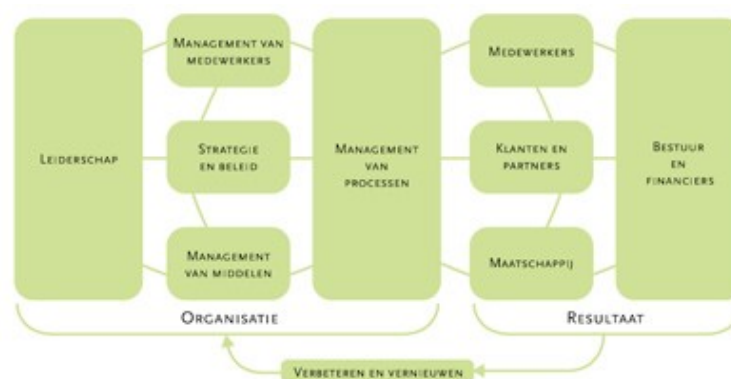 LEIDERSCHAP
MANAGEMENT VAN
MEDEWERKERS
STRATEGIE
EN BELEID
MANAGEMENT
VAN MIDDELEN
MANAGEMENT
VAN
PROCESSEN
MEDEWERKERS
KLANTEN EN
PARTNERS
MAATSCHAPPIJ
BESTUUR
EN
FINANCIERS
ORGANISATIE
RESULTAAT
VERBETEREN EN VERNIEUWEN